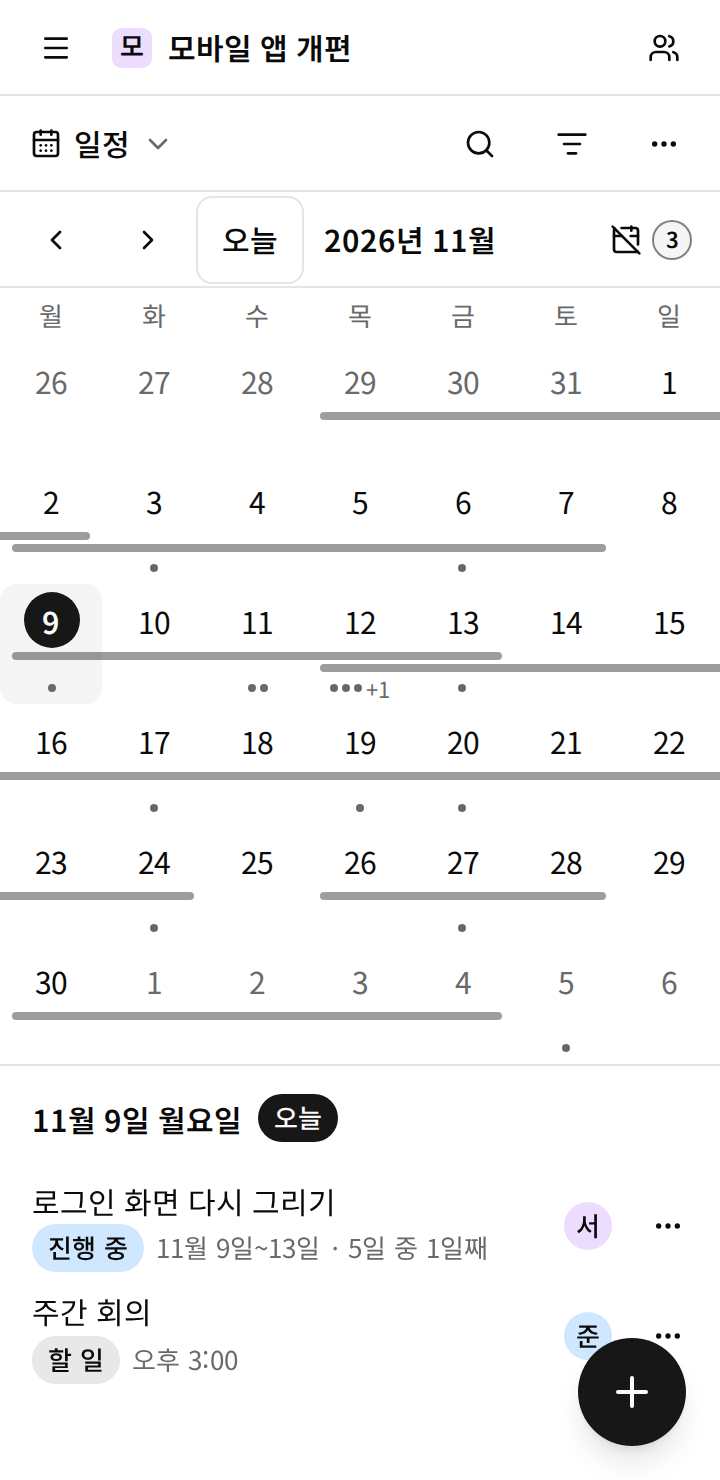 모 모바일 앱 개편
일정
오늘 2026년 11월 3
월 화 수 목 금 토 일
26 27 28 29 30 31 1
2 3 4 5 6 7 8
9 10 11 12 13 14 15
+1
16 17 18 19 20 21 22
23 24 25 26 27 28 29
30 1 2 3 4 5 6
11월 9일 월요일 오늘
로그인 화면 다시 그리기
서
진행 중 11월 9일~13일 · 5일 중 1일째
주간 회의
준
할 일 오후 3:00